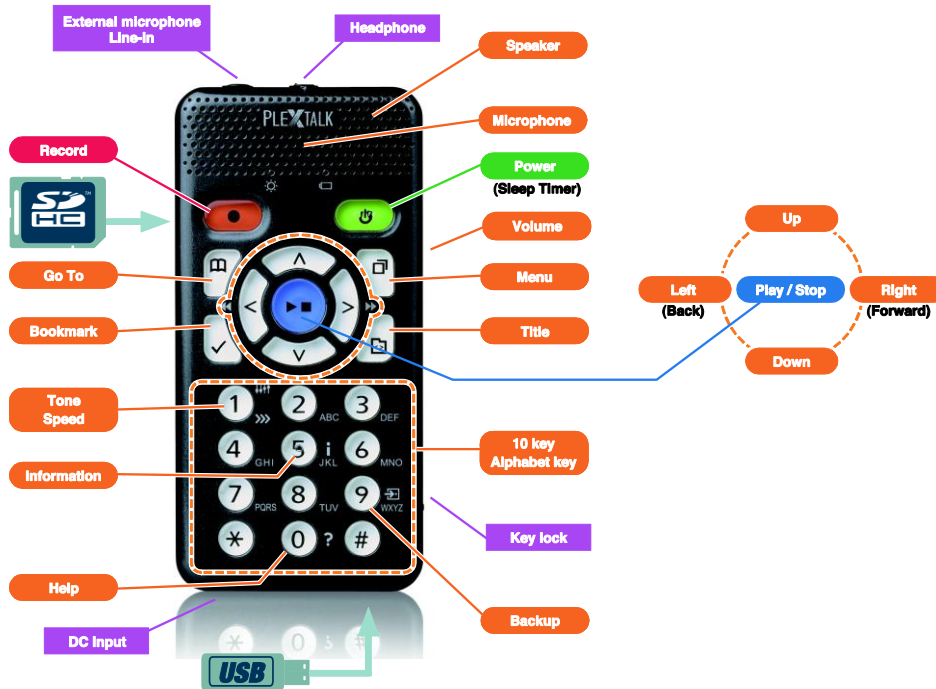 External microphone
Line-in
Headphone
Speaker
PLEXTALK
Microphone
Record
Power
(Sleep Timer)
SD
HC
TM
Volume
Up
Go To
Menu
Left
(Back)
Play / Stop
Right
(Forward)
Bookmark
Title
Down
Tone
Speed
1
2 ABC
3 DEF
10 key
Alphabet key
4 GHI
5 i JKL
6 MNO
Information
7 PQRS
8 TUV
9 WXYZ
* 0 ? #
Key lock
Help
Backup
DC Input
* 0 #
USB